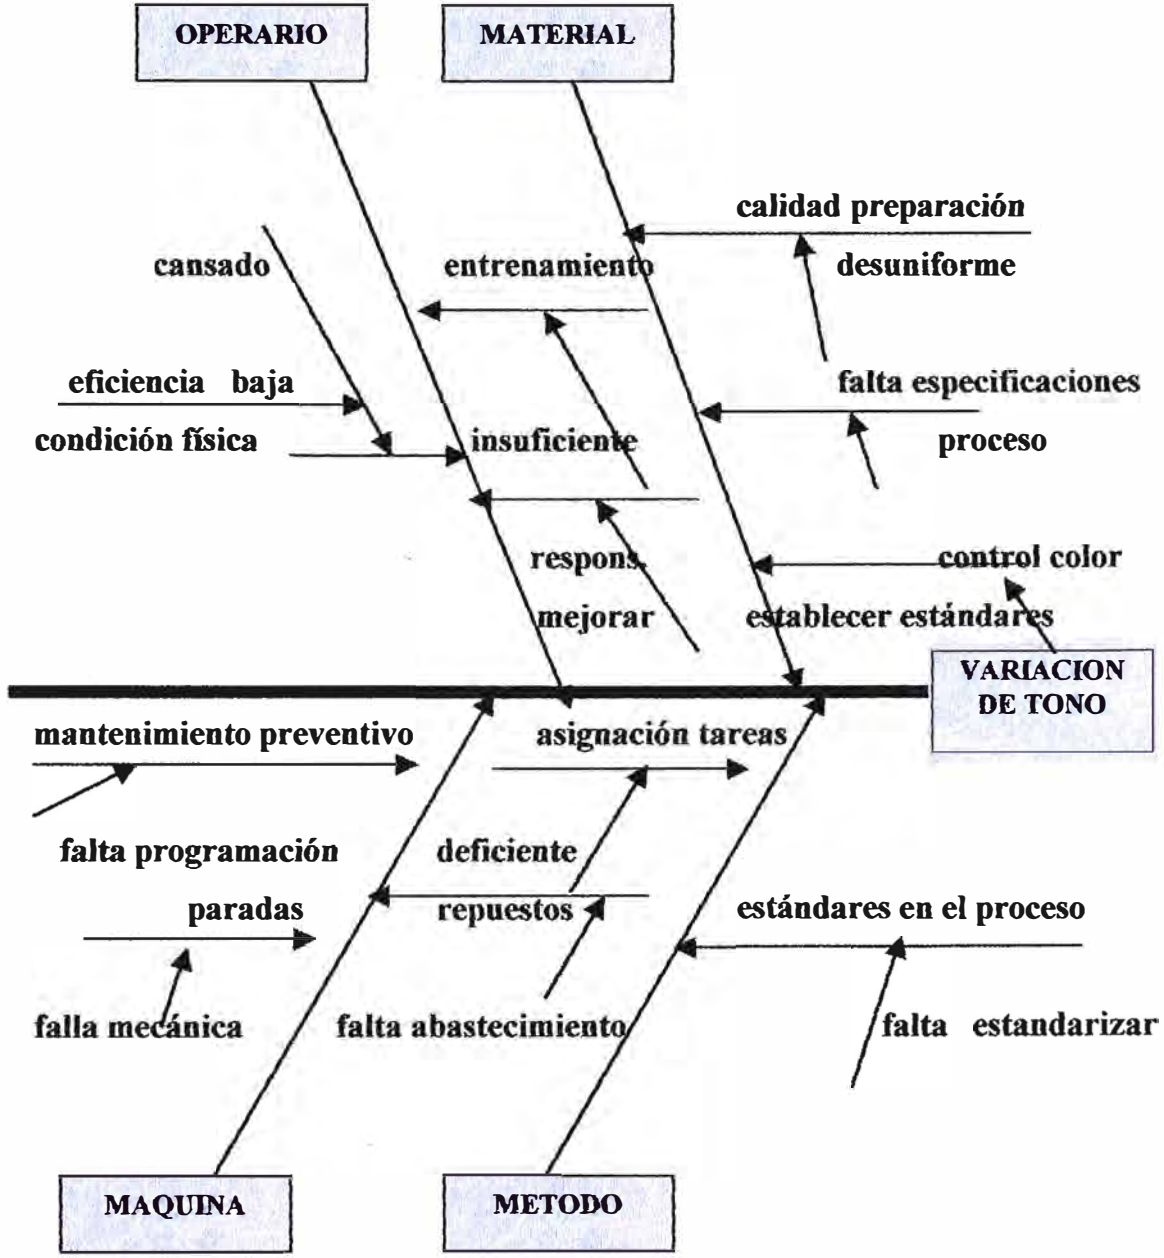 OPERARIO
MATERIAL
calidad preparación
desuniforme
cansado
entrenamiento
eficiencia baja
falta especificaciones
condición física
insuficiente
proceso
respons.
control color
mejorar
establecer estándares
VARIACION
DE TONO
mantenimiento preventivo
asignación tareas
falta programación
deficiente
paradas
repuestos
estándares en el proceso
falla mecánica
falta abastecimiento
falta estandarizar
MAQUINA
METODO